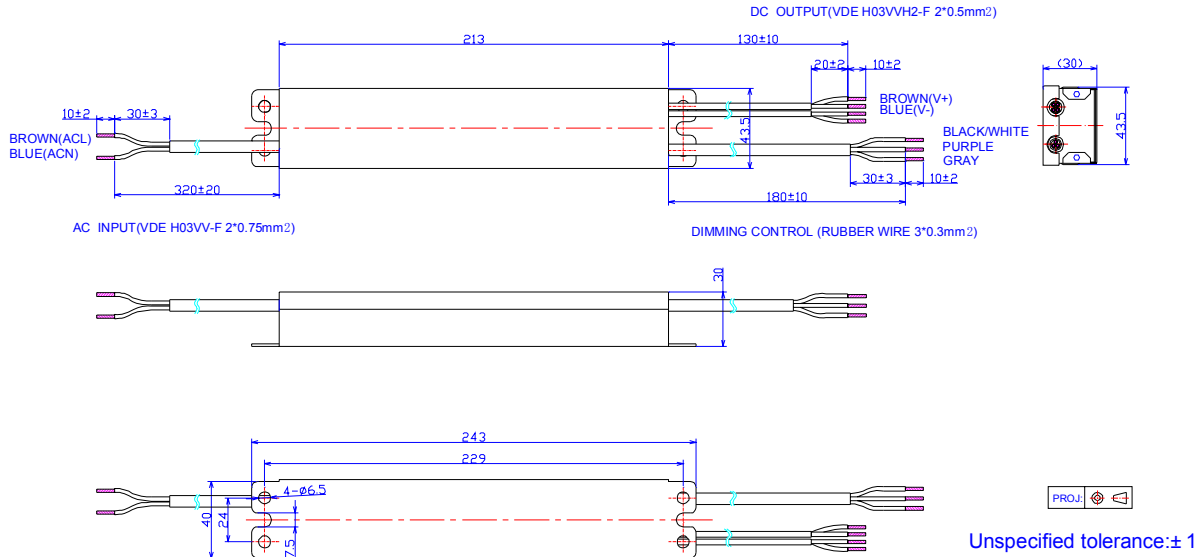 DC OUTPUT(VDE H03VVH2-F 2*0.5mm2)
213
130±10
20±2
10±2
(30)
BROWN(V+)
BLUE(V-)
10±2
30±3
BROWN(ACL)
BLUE(ACN)
43.5
43.5
BLACK/WHITE
PURPLE
GRAY
30±3
10±2
320±20
180±10
AC INPUT(VDE H03VV-F 2*0.75mm2)
DIMMING CONTROL (RUBBER WIRE 3*0.3mm2)
30
243
229
4-ø6.5
40
24
7.5
PROJ:
Unspecified tolerance:± 1